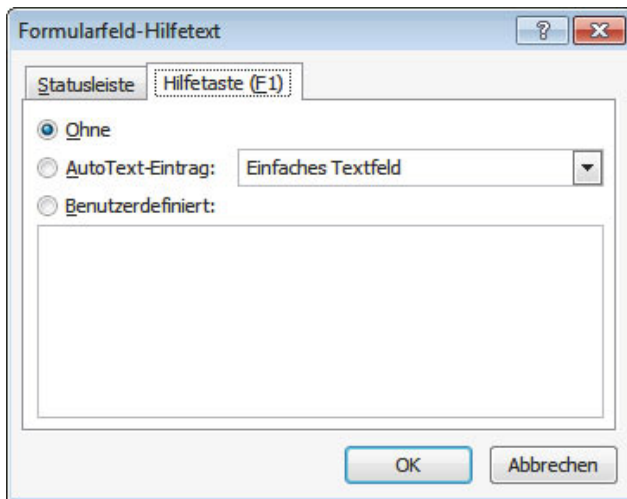 Formularfeld-Hilfetext
Statusleiste Hilfetaste (F1)
Ohne
AutoText-Eintrag: Einfaches Textfeld
Benutzerdefiniert:
OK Abbrechen